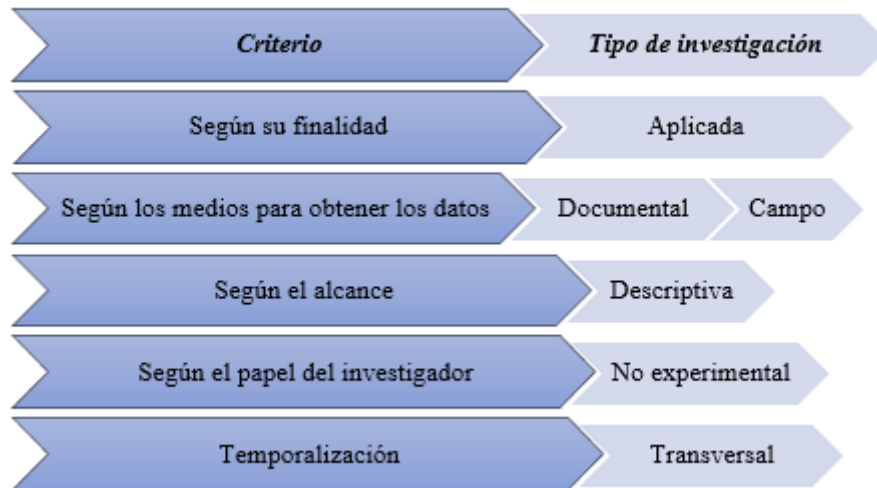 Criterio Tipo de investigación
Según su finalidad Aplicada
Según los medios para obtener los datos Documental Campo
Según el alcance Descriptiva
Según el papel del investigador No experimental
Temporalización Transversal